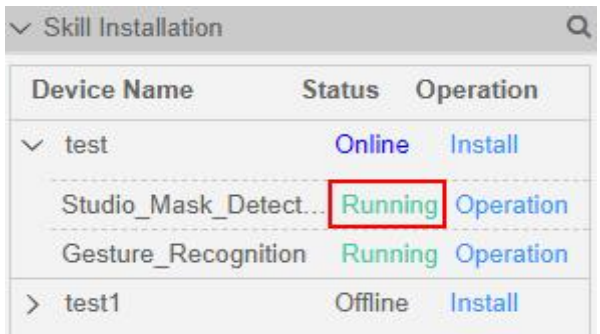 Skill Installation
Device Name Status Operation
test Online Install
Studio_Mask_Detect... Running Operation
Gesture_Recognition Running Operation
test1 Offline Install